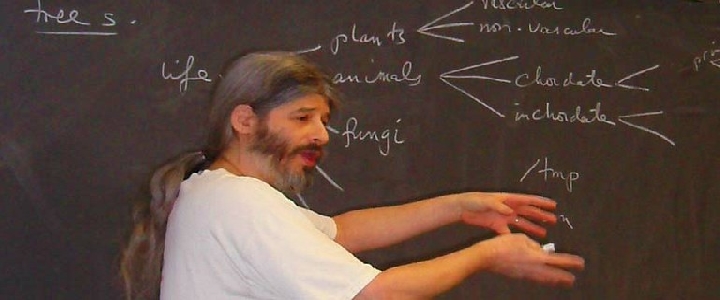 trees.
vascular
plants
non-vascular
life
animals
chordate
inchordate
fungi
/tmp